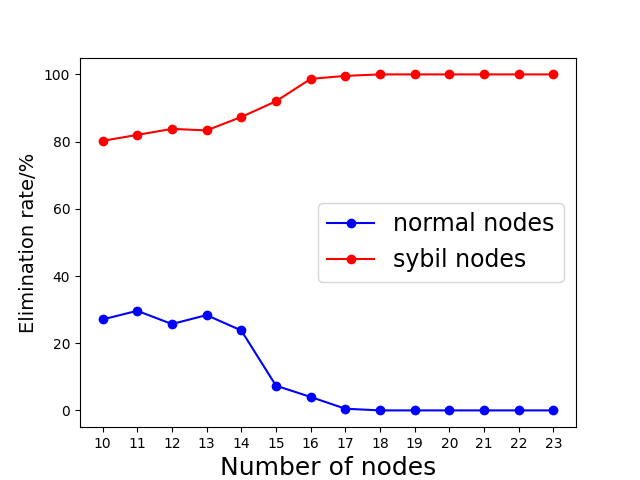 100
80
60
40
20
0
Elimination rate/%
normal nodes
sybil nodes
10 11 12 13 14 15 16 17 18 19 20 21 22 23
Number of nodes